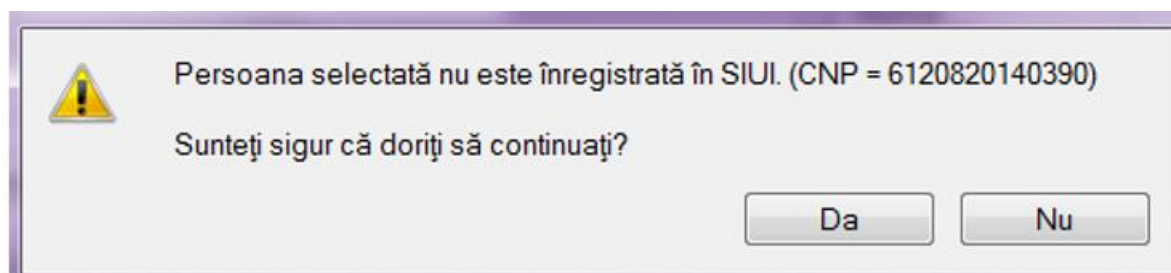 Persoana selectată nu este înregistrată în SIUI. (CNP = 6120820140390)
Sunteţi sigur că doriţi să continuaţi?
Da
Nu